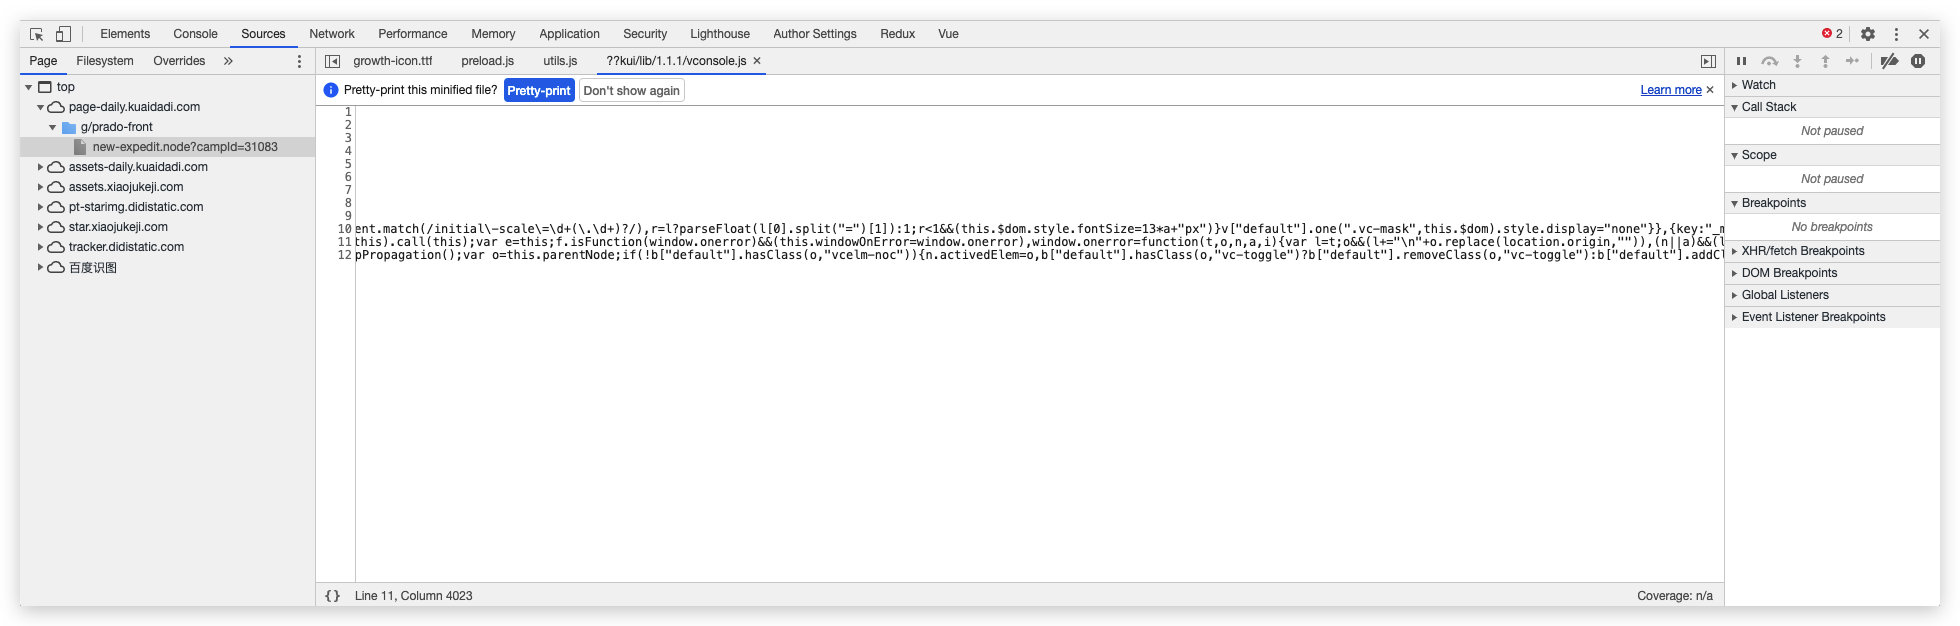 Elements Console Sources Network Performance Memory Application Security Lighthouse Author Settings Redux Vue 2
Page Filesystem Overrides »
growth-icon.ttf preload.js utils.js ??kui/lib/1.1.1/vconsole.js ×
top
page-daily.kuaidadi.com
g/prado-front
new-expedit.node?campId=31083
assets-daily.kuaidadi.com
assets.xiaojukeji.com
pt-starimg.didistatic.com
star.xiaojukeji.com
tracker.didistatic.com
百度识图
Pretty-print this minified file? Pretty-print Don't show again Learn more ×
1
2
3
4
5
6
7
8
9
10 ent.match(/initial\-scale\=\d+(\.\d+)?/),r=l?parseFloat(l[0].split("=")[1]):1;r<1&&(this.$dom.style.fontSize=13*a+"px")}v["default"].one(".vc-mask",this.$dom).style.display="none"}},{key:"_m
11 this).call(this);var e=this;f.isFunction(window.onerror)&&(this.windowOnError=window.onerror),window.onerror=function(t,o,n,a,i){var l=t;o&&(l+="\n"+o.replace(location.origin,"")),(n||a)&&(l
12 pPropagation();var o=this.parentNode;if(!b["default"].hasClass(o,"vcelm-noc")){n.activedElem=o,b["default"].hasClass(o,"vc-toggle")?b["default"].removeClass(o,"vc-toggle"):b["default"].addCl
{} Line 11, Column 4023 Coverage: n/a
Watch
Call Stack
Not paused
Scope
Not paused
Breakpoints
No breakpoints
XHR/fetch Breakpoints
DOM Breakpoints
Global Listeners
Event Listener Breakpoints